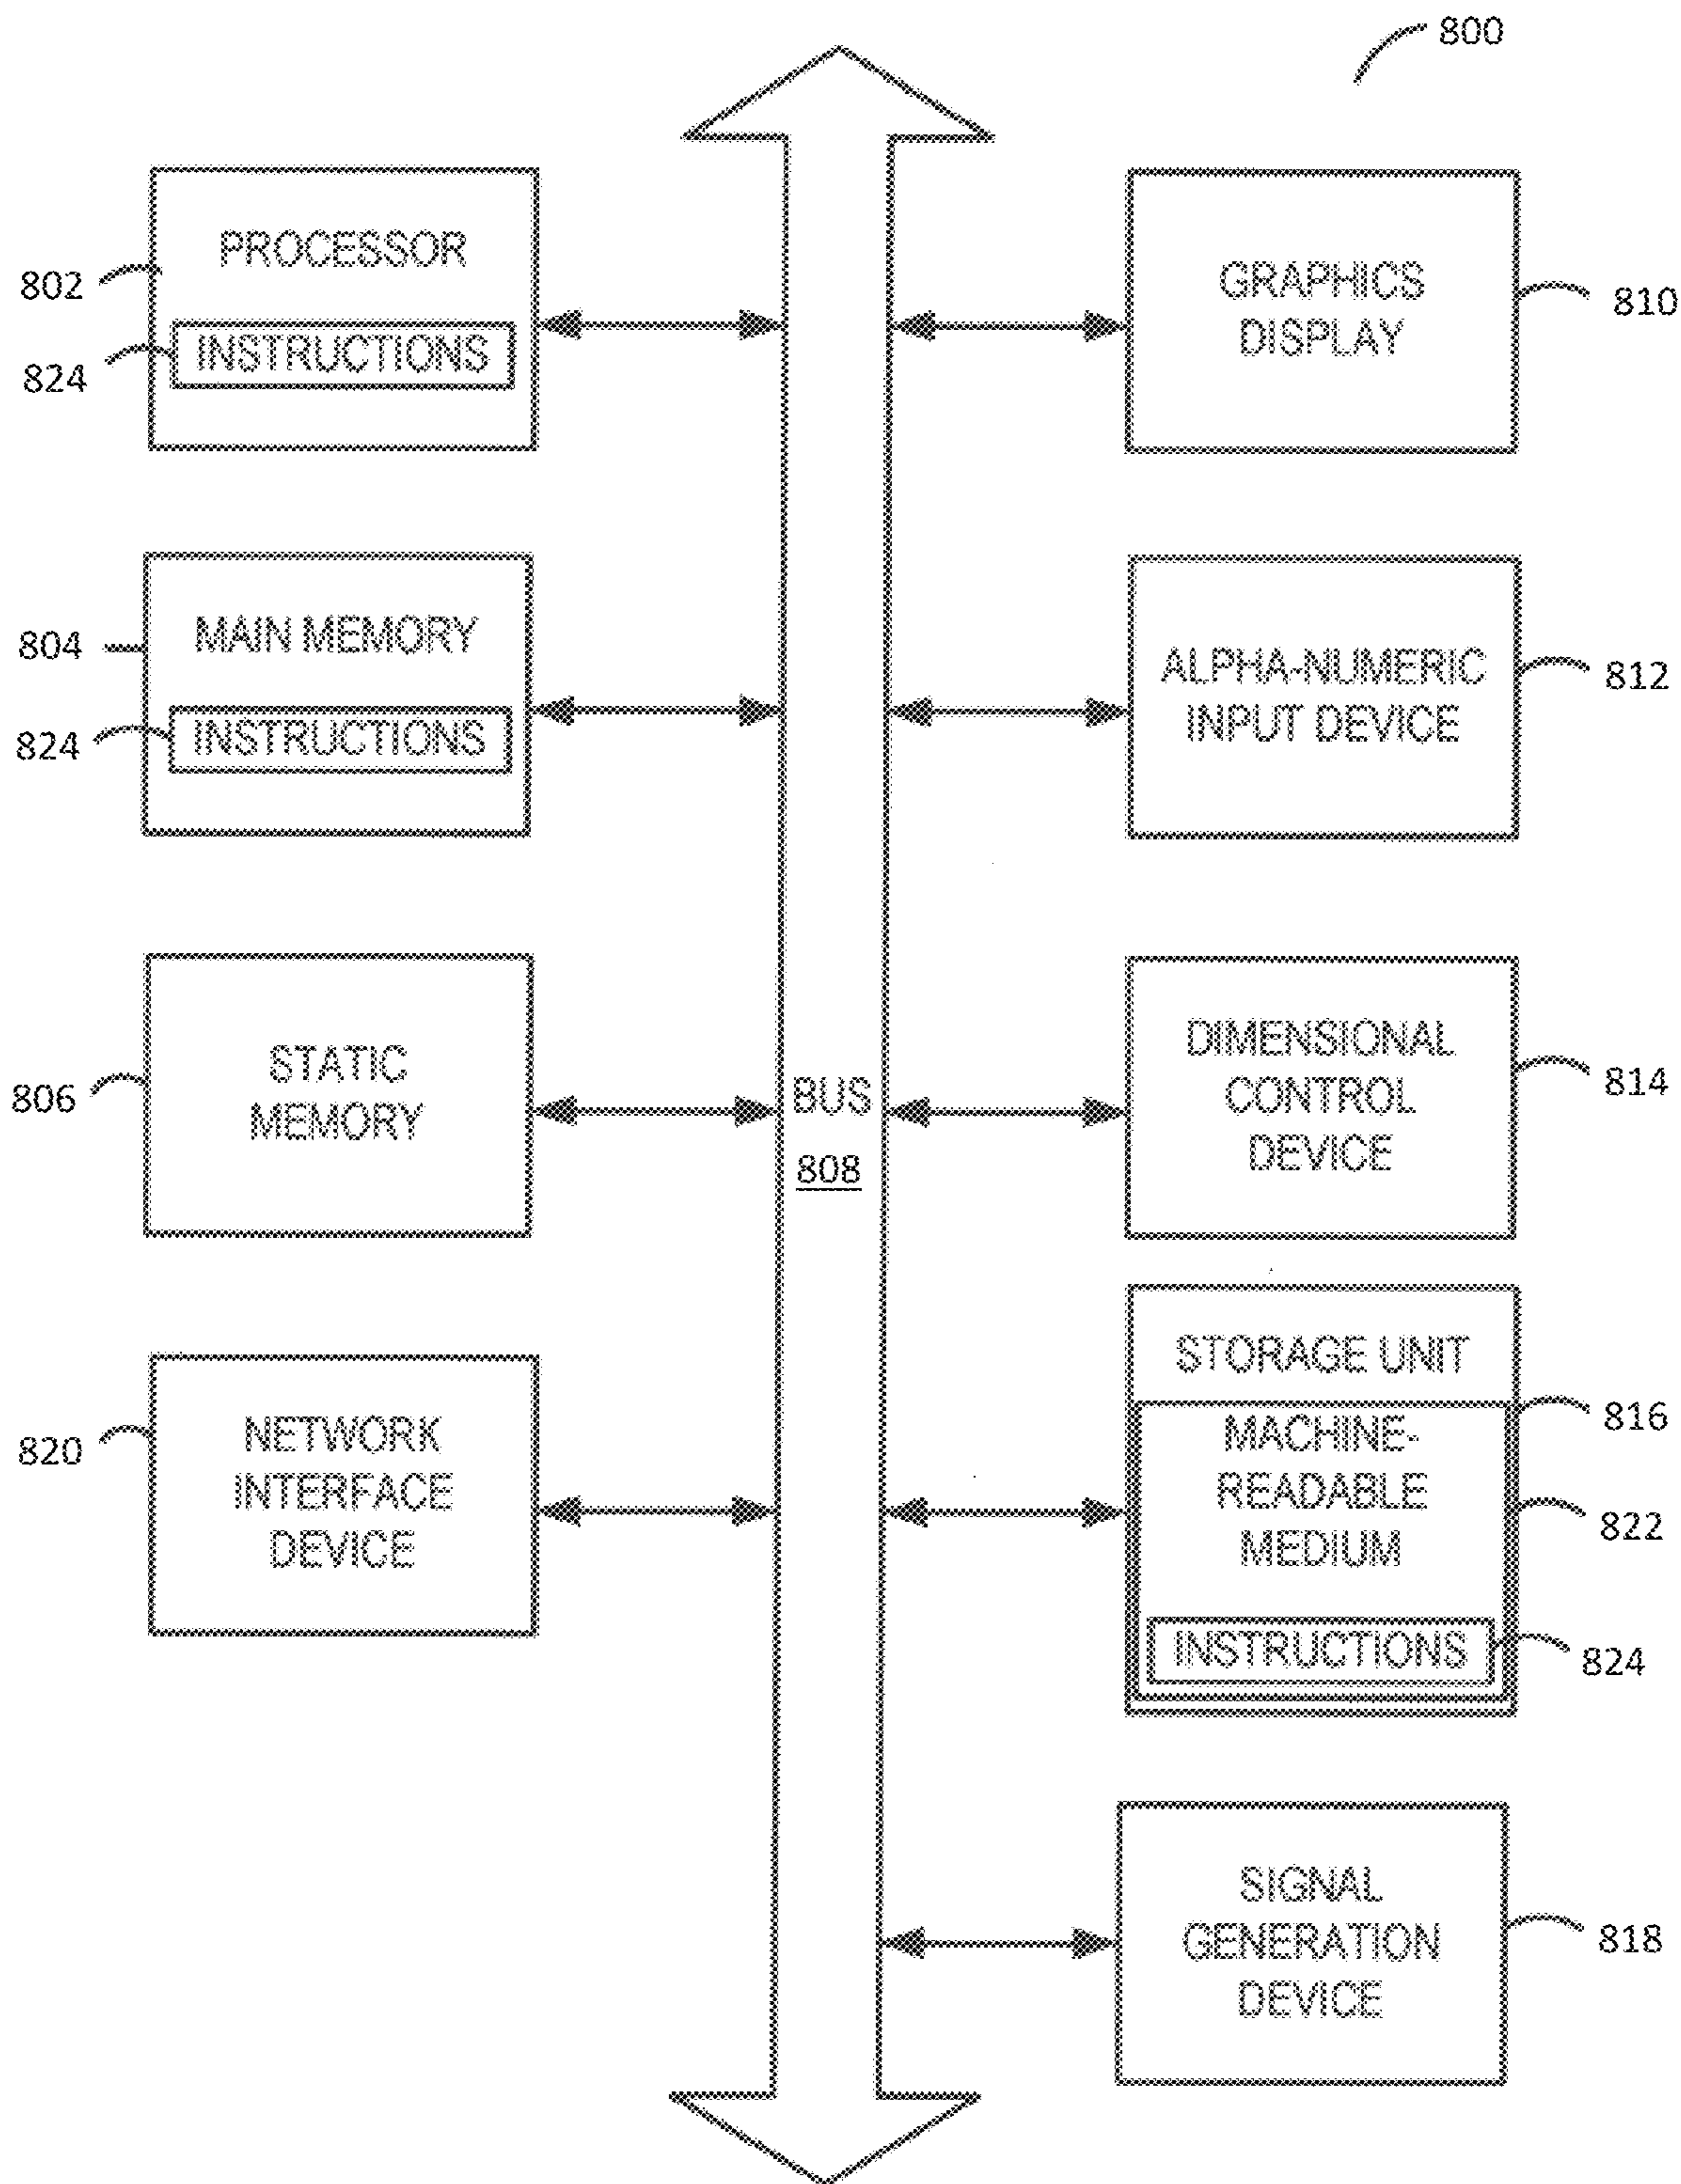 800
PROCESSOR
802
INSTRUCTIONS
824
GRAPHICS
DISPLAY
810
MAIN MEMORY
804
INSTRUCTIONS
824
ALPHA-NUMERIC
INPUT DEVICE
812
STATIC
MEMORY
806
BUS
808
DIMENSIONAL
CONTROL
DEVICE
814
NETWORK
INTERFACE
DEVICE
820
STORAGE UNIT
816
MACHINE-
READABLE
MEDIUM
822
INSTRUCTIONS
824
SIGNAL
GENERATION
DEVICE
818